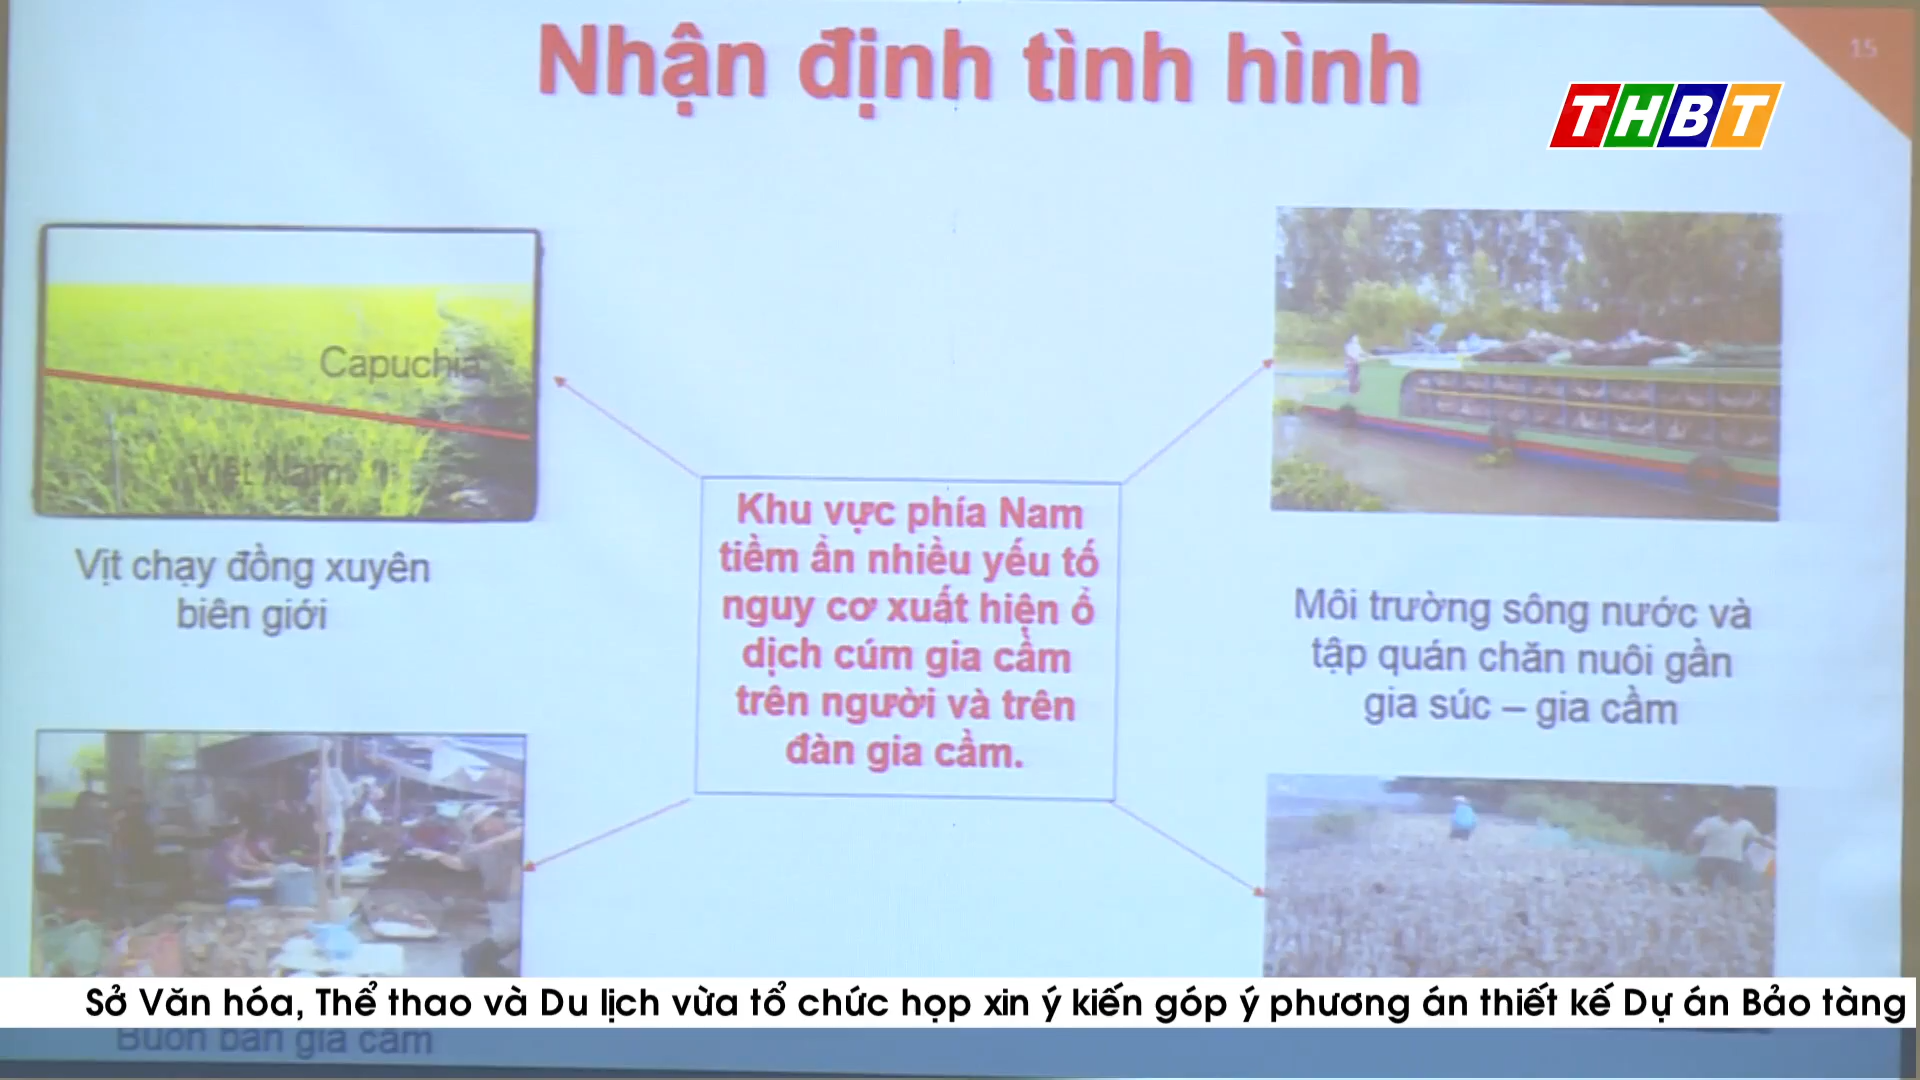 Nhận định tình hình
15
THBT
Capuchia
Việt Nam
Vịt chạy đồng xuyên
biên giới
Khu vực phía Nam
tiềm ẩn nhiều yếu tố
nguy cơ xuất hiện ổ
dịch cúm gia cầm
trên người và trên
đàn gia cầm.
Môi trường sông nước và
tập quán chăn nuôi gần
gia súc – gia cầm
Sở Văn hóa, Thể thao và Du lịch vừa tổ chức họp xin ý kiến góp ý phương án thiết kế Dự án Bảo tàng
Buôn bán gia cầm